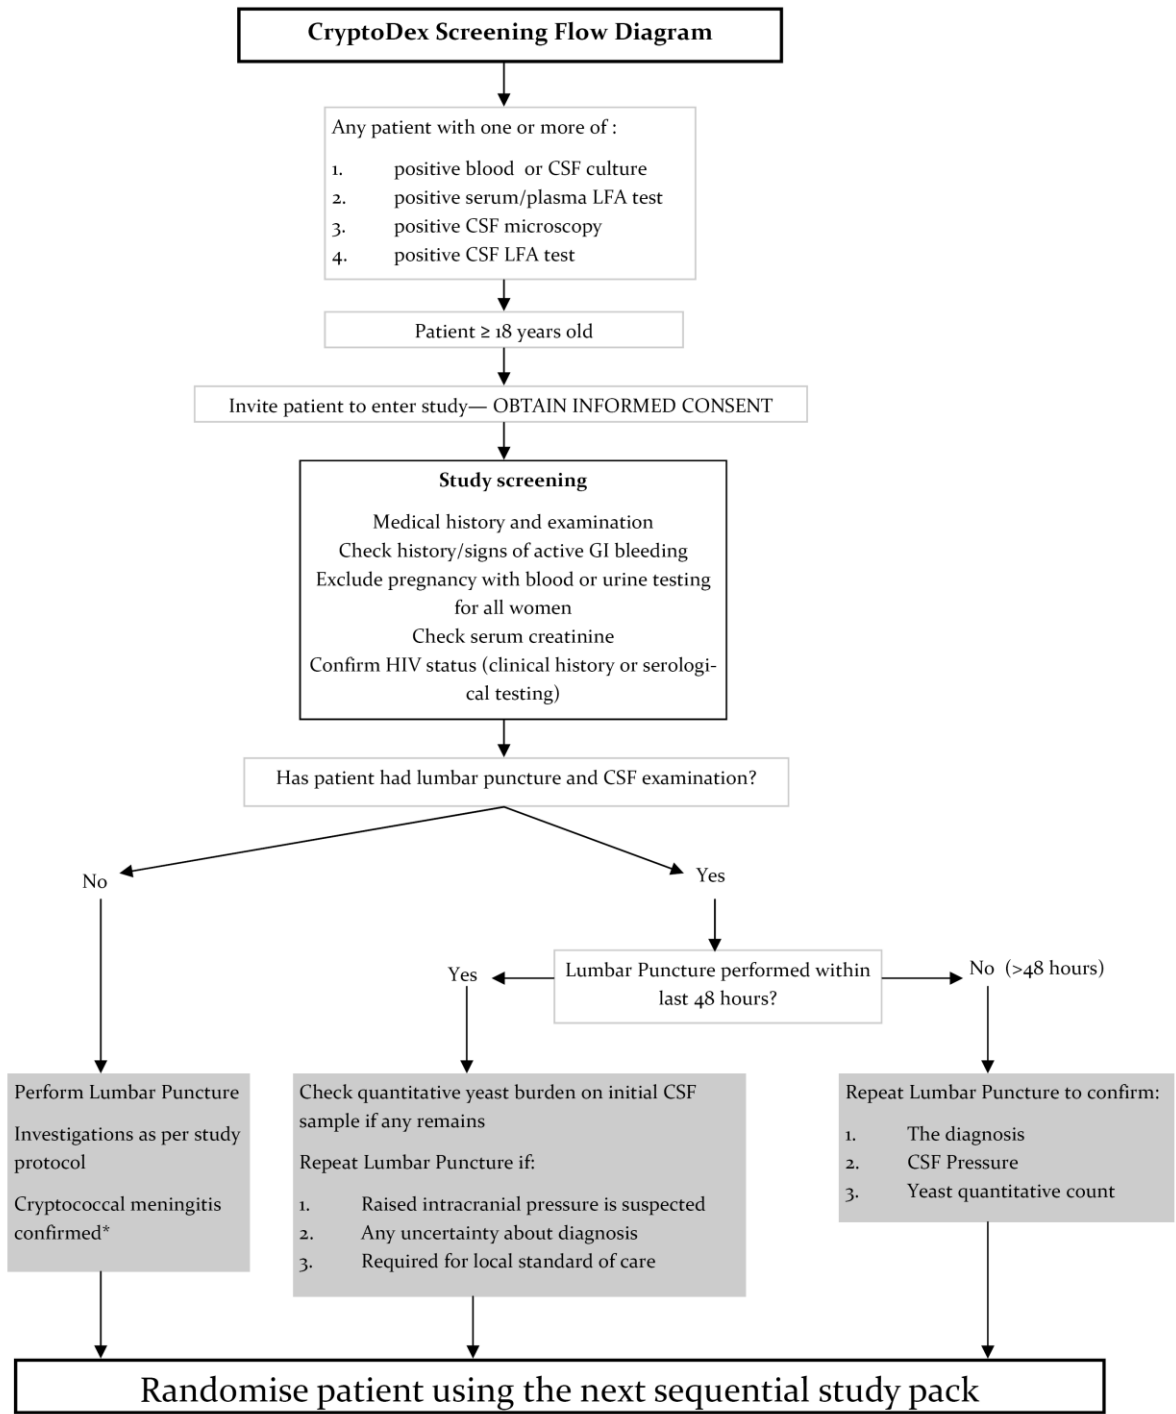 CryptoDex Screening Flow Diagram
Any patient with one or more of :
1. positive blood or CSF culture
2. positive serum/plasma LFA test
3. positive CSF microscopy
4. positive CSF LFA test
Patient ≥ 18 years old
Invite patient to enter study— OBTAIN INFORMED CONSENT
Study screening
Medical history and examination
Check history/signs of active GI bleeding
Exclude pregnancy with blood or urine testing
for all women
Check serum creatinine
Confirm HIV status (clinical history or serologi-
cal testing)
Has patient had lumbar puncture and CSF examination?
No
Yes
Lumbar Puncture performed within
last 48 hours?
Yes
No (>48 hours)
Perform Lumbar Puncture
Investigations as per study
protocol
Cryptococcal meningitis
confirmed*
Check quantitative yeast burden on initial CSF
sample if any remains
Repeat Lumbar Puncture if:
1. Raised intracranial pressure is suspected
2. Any uncertainty about diagnosis
3. Required for local standard of care
Repeat Lumbar Puncture to confirm:
1. The diagnosis
2. CSF Pressure
3. Yeast quantitative count
Randomise patient using the next sequential study pack